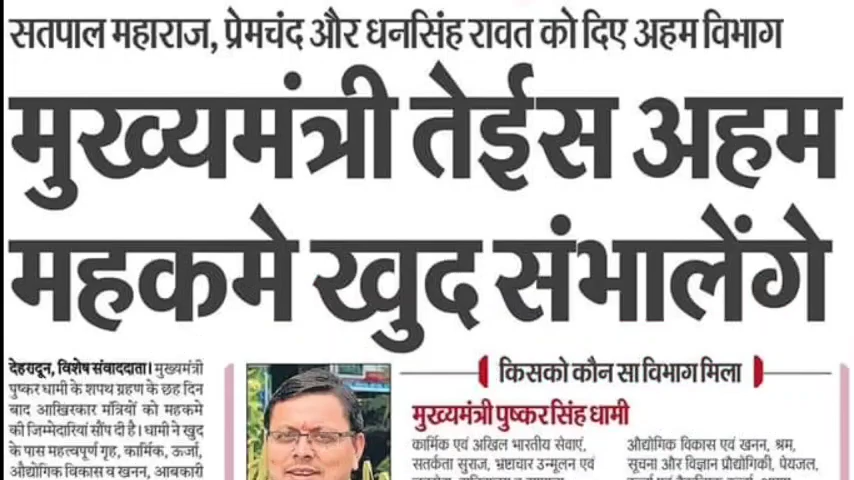 सतपाल महाराज, प्रेमचंद और धनसिंह रावत को दिए अहम विभाग
मुख्यमंत्री तेईस अहम
महकमे खुद संभालेंगे
देहरादून, विशेष संवाददाता। मुख्यमंत्री
पुष्कर धामी के शपथ ग्रहण के छह दिन
बाद आखिरकार मंत्रियों को महकमे
की जिम्मेदारियां सौंप दी है। धामी ने खुद
के पास महत्वपूर्ण गृह, कार्मिक, ऊर्जा,
औद्योगिक विकास व खनन, आबकारी
किसको कौन सा विभाग मिला
मुख्यमंत्री पुष्कर सिंह धामी
कार्मिक एवं अखिल भारतीय सेवाएं,
सतर्कता सुराज, भ्रष्टाचार उन्मूलन एवं
औद्योगिक विकास एवं खनन, श्रम,
सूचना और विज्ञान प्रौद्योगिकी, पेयजल,